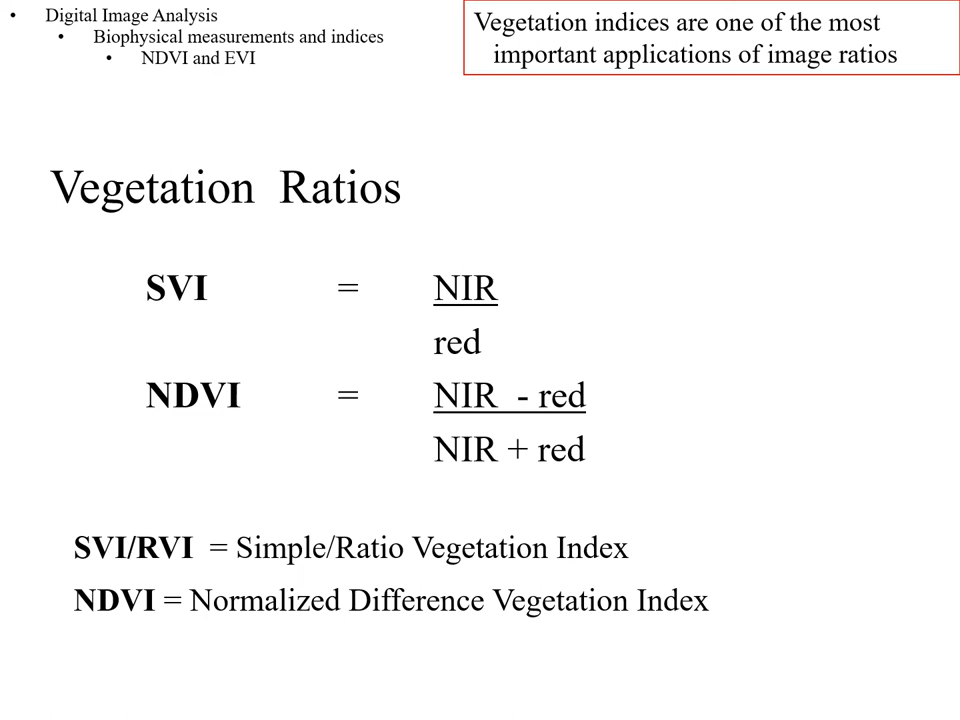 • Digital Image Analysis
• Biophysical measurements and indices
• NDVI and EVI
Vegetation indices are one of the most
important applications of image ratios
Vegetation Ratios
SVI = NIR
red
NDVI = NIR - red
NIR + red
SVI/RVI = Simple/Ratio Vegetation Index
NDVI = Normalized Difference Vegetation Index